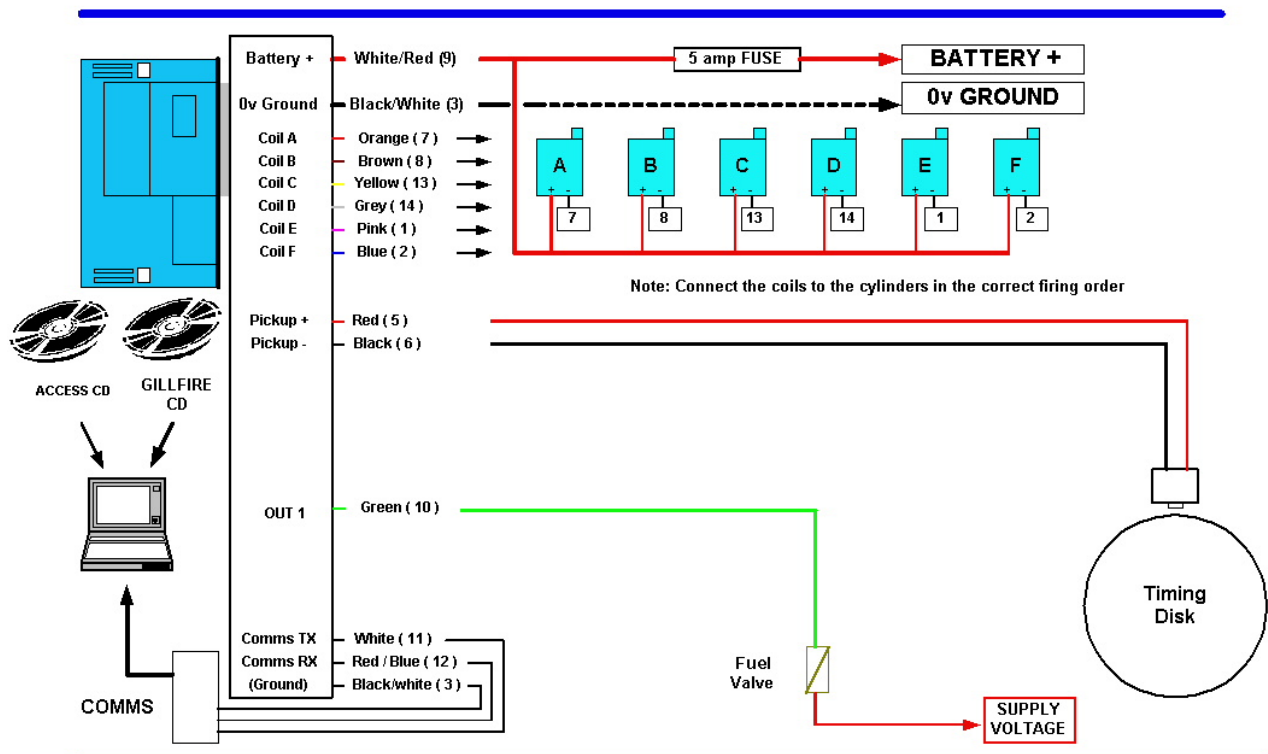 Battery + White/Red (9) 5 amp FUSE BATTERY +
0v Ground Black/White (3) 0v GROUND
Coil A Orange ( 7 )
Coil B Brown ( 8 )
Coil C Yellow ( 13 )
Coil D Grey ( 14 )
Coil E Pink ( 1 )
Coil F Blue ( 2 )
A B C D E F
+ - + - + - + - + - + -
7 8 13 14 1 2
Note: Connect the coils to the cylinders in the correct firing order
Pickup + Red ( 5 )
Pickup - Black ( 6 )
ACCESS CD
GILLFIRE
CD
OUT 1 Green ( 10 )
Timing
Disk
Comms TX White ( 11 )
Comms RX Red / Blue ( 12 )
(Ground) Black/white ( 3 )
COMMS
Fuel
Valve
SUPPLY
VOLTAGE